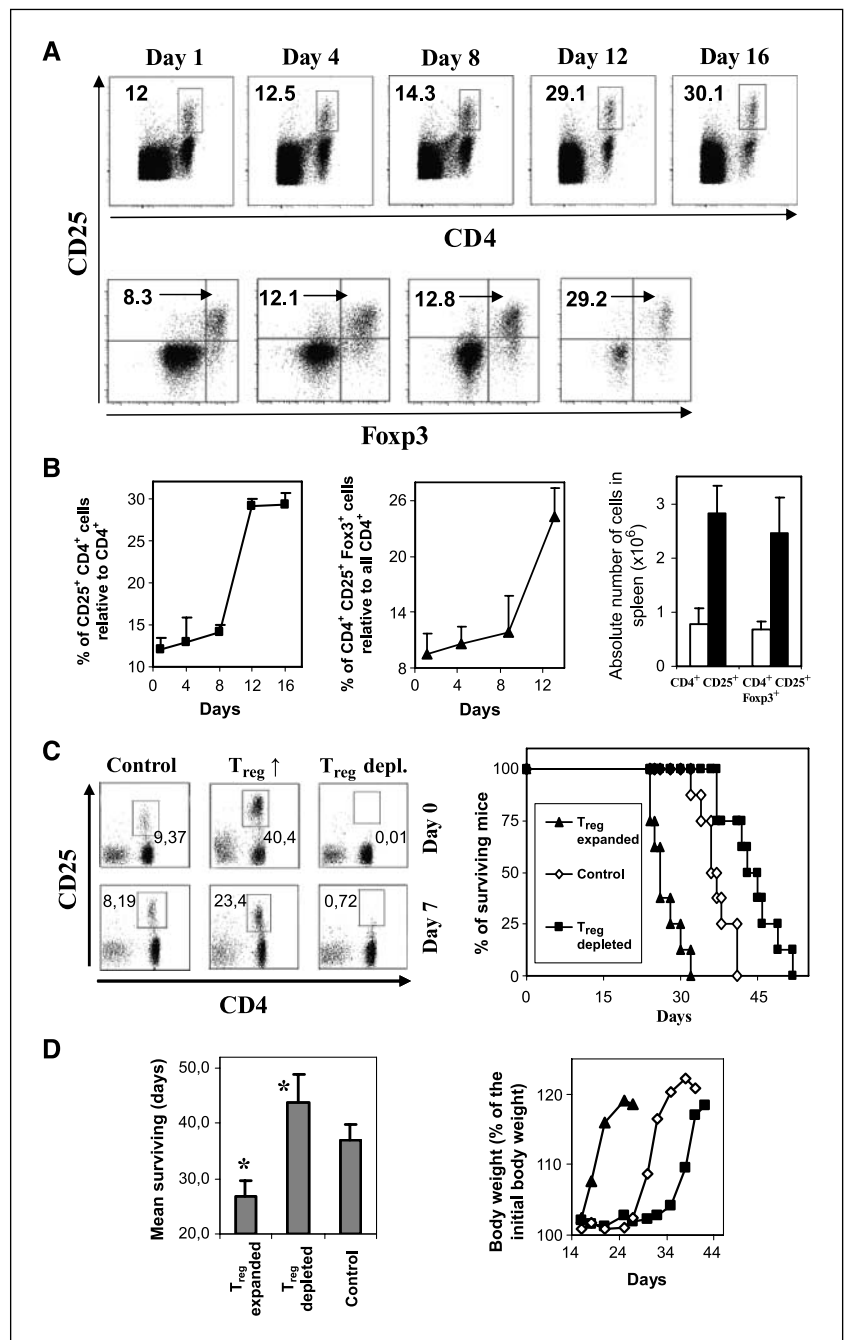 A
Day 1 Day 4 Day 8 Day 12 Day 16
12 12.5 14.3 29.1 30.1
CD25
CD4
8.3 12.1 12.8 29.2
Foxp3
B
% of CD25+ CD4+ cells
relative to CD4+
30
25
20
15
10
0 4 8 12 16
Days
% of CD4+ CD25+ Fox3+ cells
relative to all CD4+
26
20
14
8
0 4 8 12
Days
Absolute number of cells in
spleen (x10⁶)
3
2
1
0
CD4+ CD25+ CD4+ CD25+
Foxp3+
C
Control Treg ↑ Treg depl.
9,37 40,4 0,01
Day 0
8,19 23,4 0,72
Day 7
CD25
CD4
% of surviving mice
100
75
50
25
0
Treg
expanded
Control
Treg
depleted
0 15 30 45
Days
D
Mean surviving (days)
50,0
40,0
30,0
20,0
* *
Treg
expanded
Treg
depleted
Control
Body weight (% of the
initial body weight)
120
110
100
14 24 34 44
Days